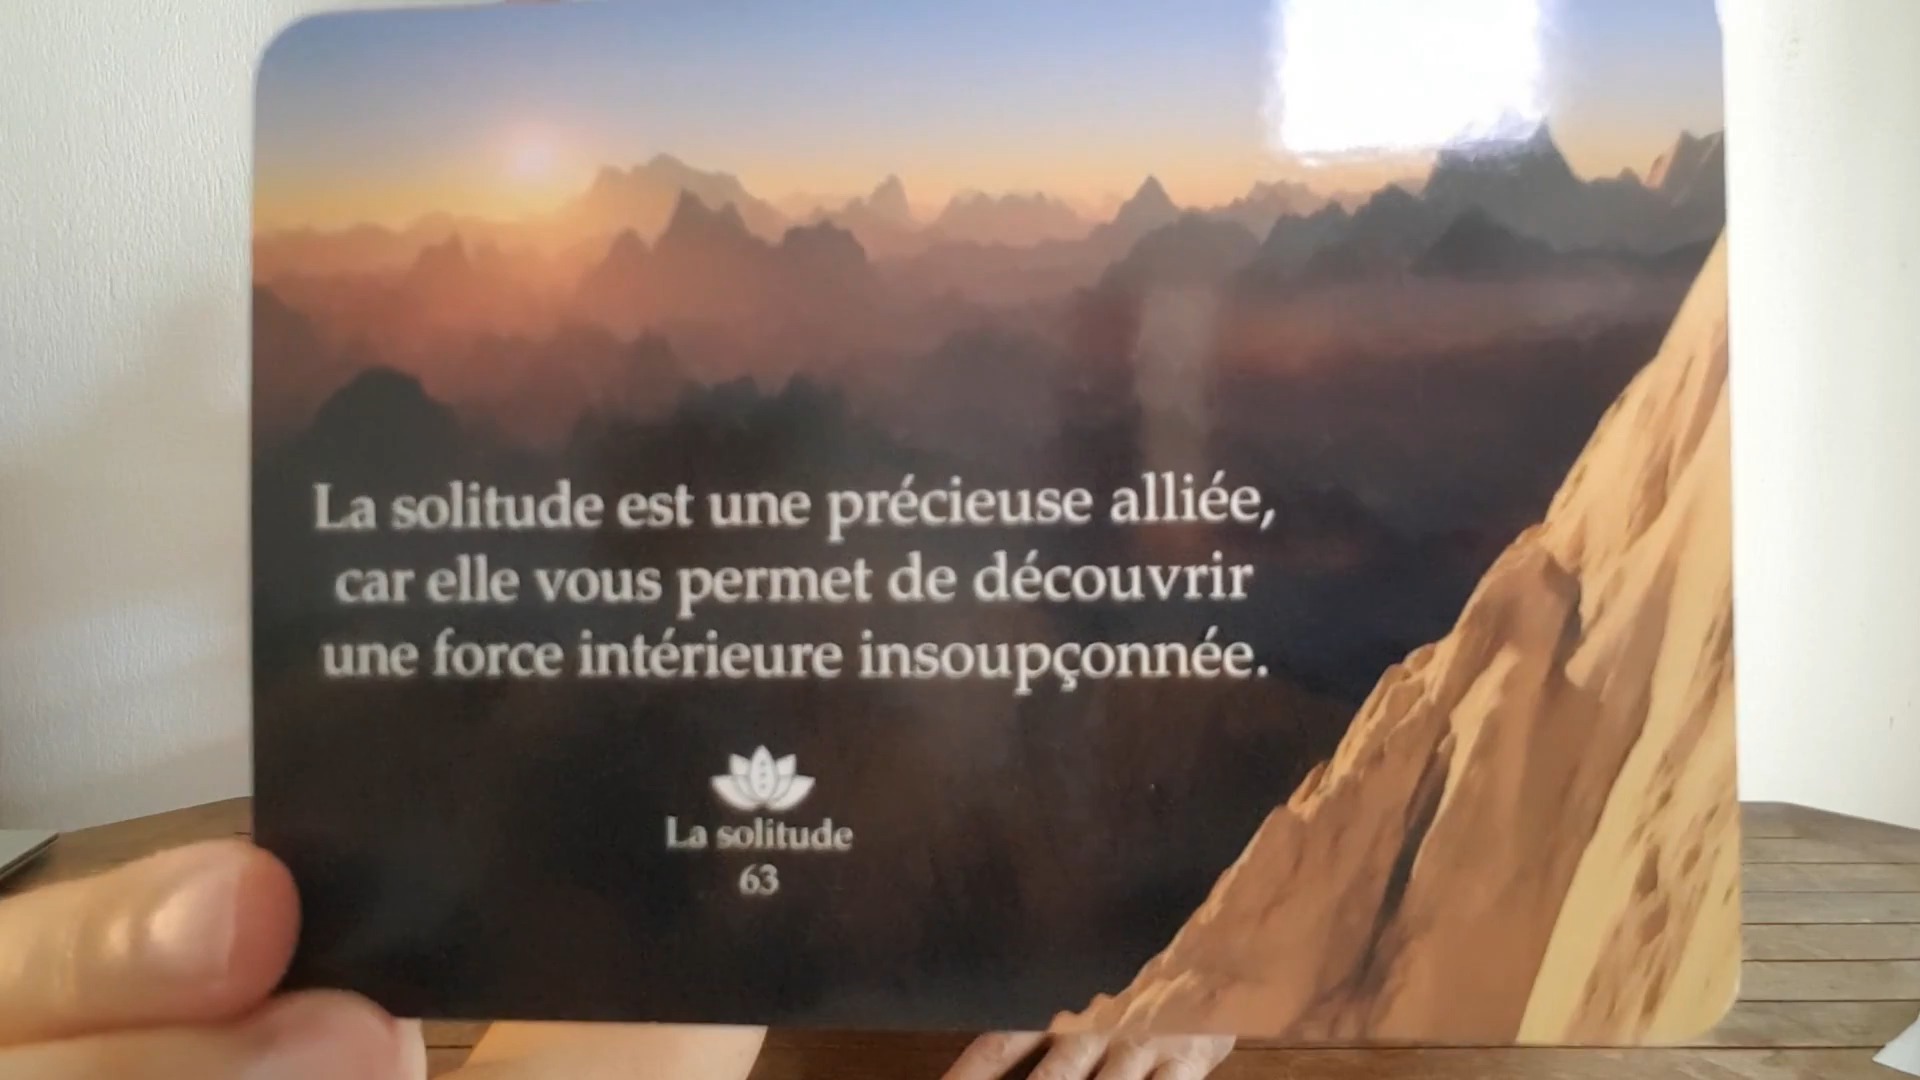 La solitude est une précieuse alliée,
car elle vous permet de découvrir
une force intérieure insoupçonnée.
La solitude
63